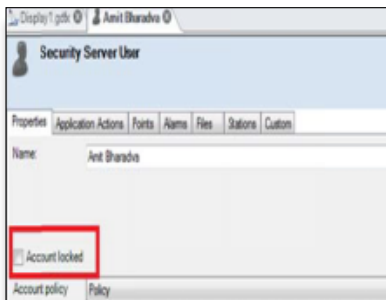 Display1.gdfx Amit Bharadva
Security Server User
Properties Application Actions Points Alarms Files Stations Custom
Name: Amit Bharadva
Account locked
Account policy Policy